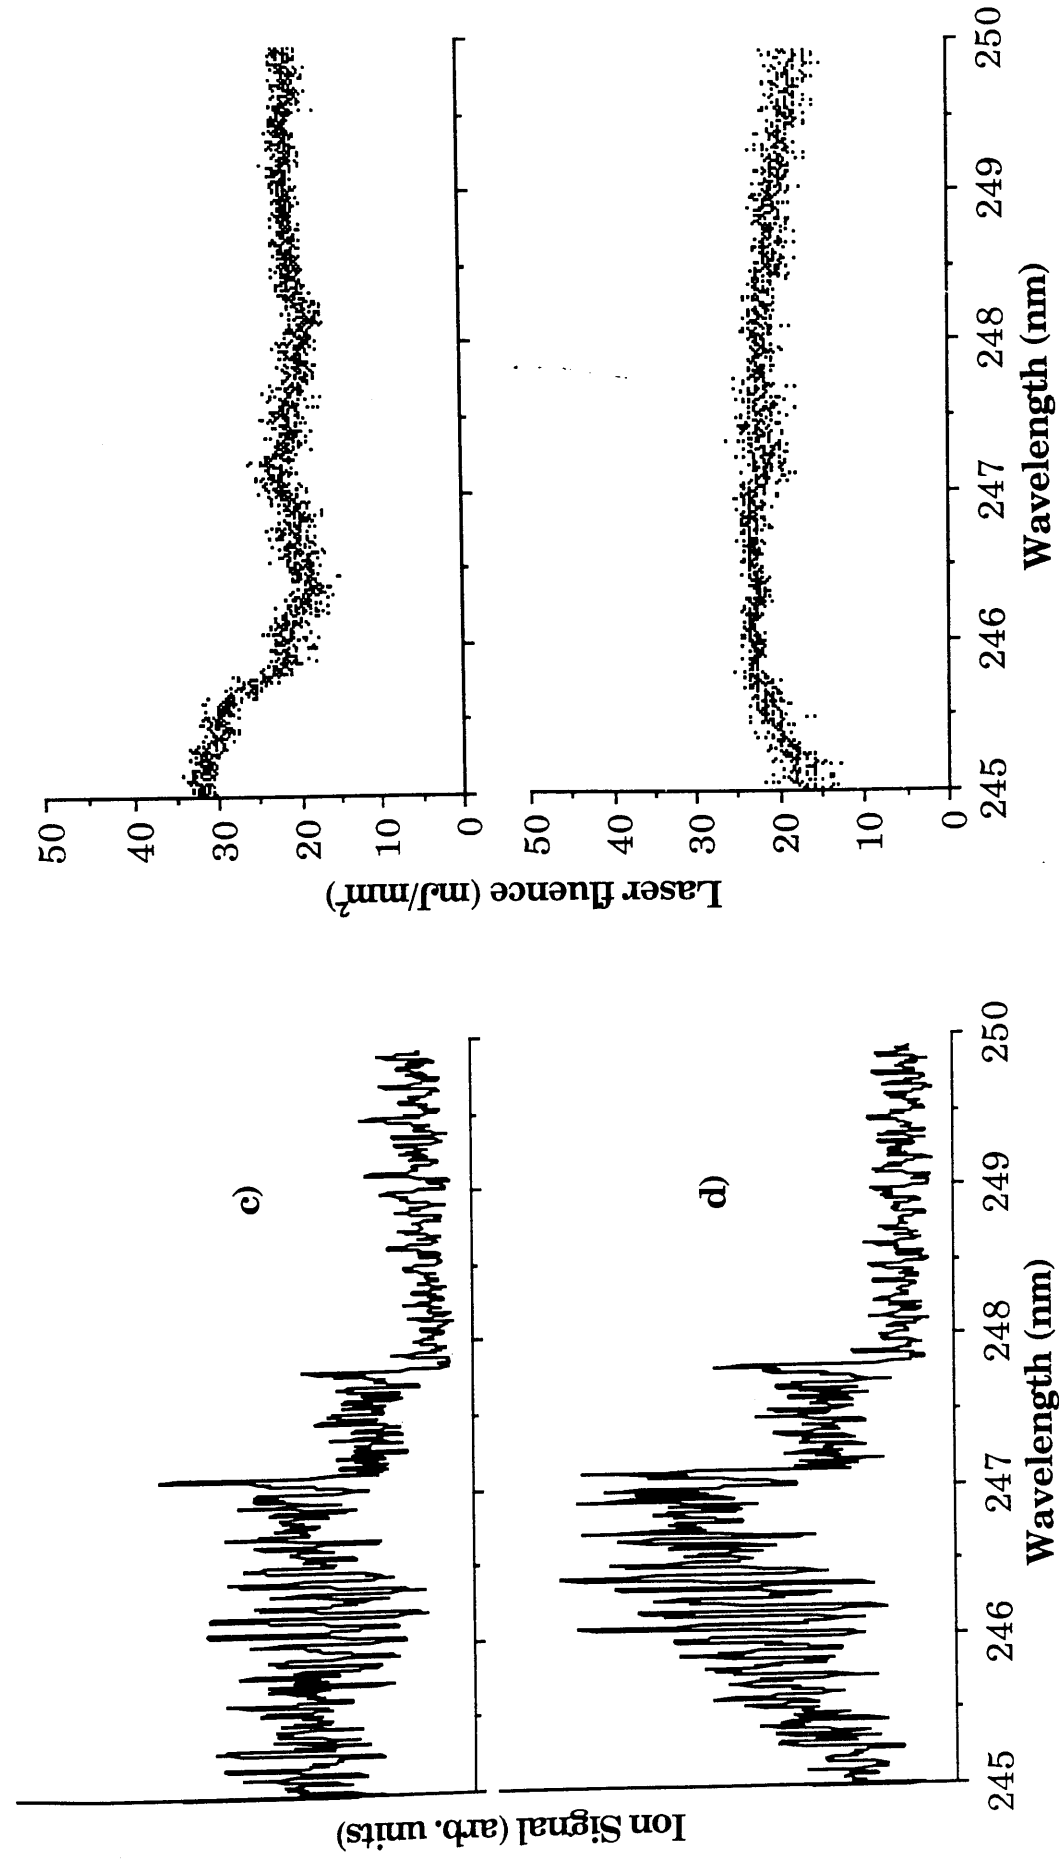 c)
d)
Ion Signal (arb. units)
245 246 247 248 249 250
Wavelength (nm)
50 40 30 20 10 0
50 40 30 20 10 0
Laser fluence (mJ/mm²)
245 246 247 248 249 250
Wavelength (nm)